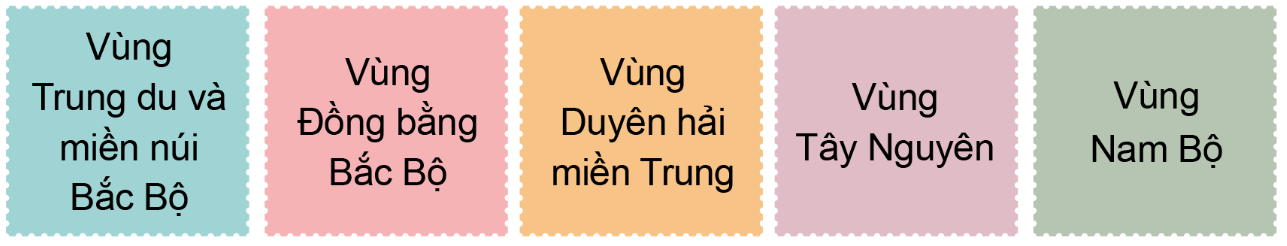 Vùng
Trung du và
miền núi
Bắc Bộ
Vùng
Đồng bằng
Bắc Bộ
Vùng
Duyên hải
miền Trung
Vùng
Tây Nguyên
Vùng
Nam Bộ